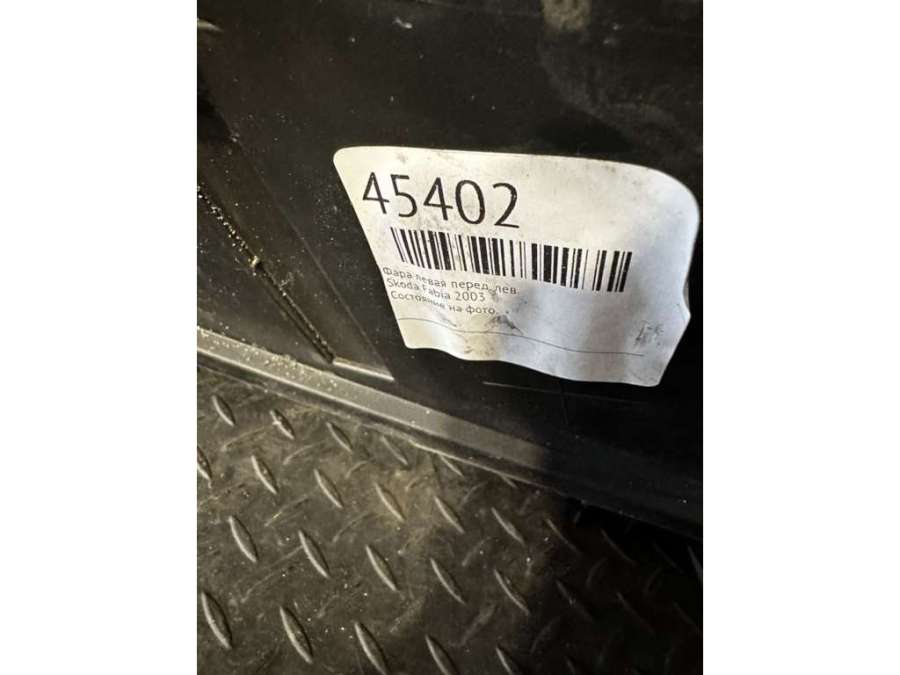 45402
Фара левая перед. лев.
Skoda Fabia 2003
Состояние на фото.